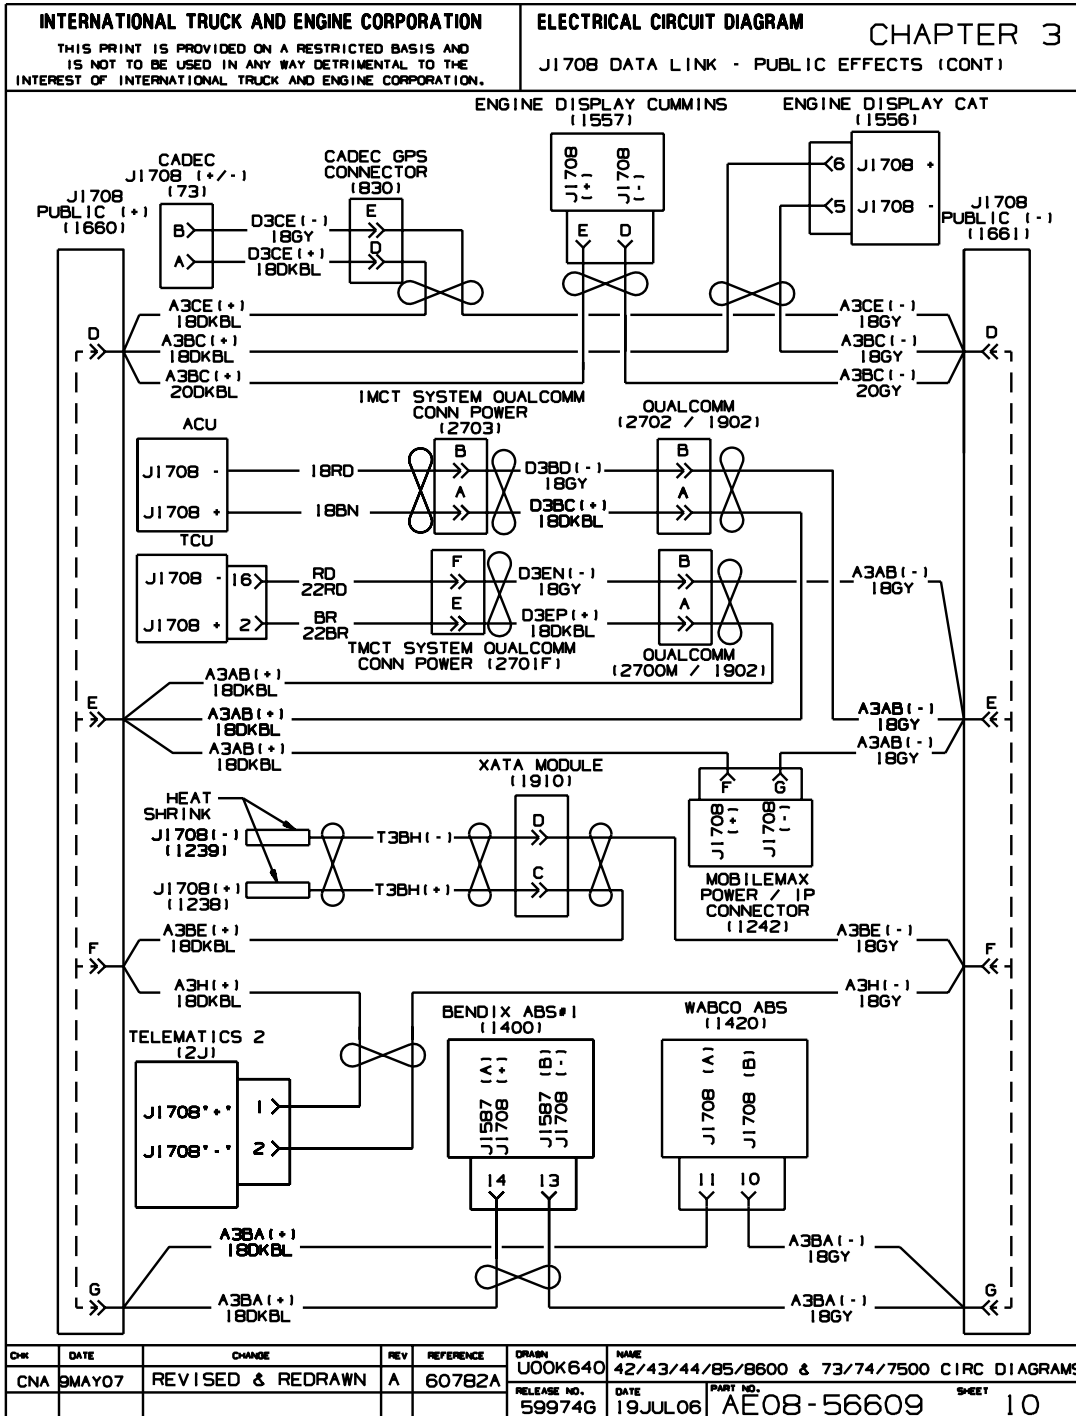 INTERNATIONAL TRUCK AND ENGINE CORPORATION
THIS PRINT IS PROVIDED ON A RESTRICTED BASIS AND
IS NOT TO BE USED IN ANY WAY DETRIMENTAL TO THE
INTEREST OF INTERNATIONAL TRUCK AND ENGINE CORPORATION.
ELECTRICAL CIRCUIT DIAGRAM
CHAPTER 3
J1708 DATA LINK - PUBLIC EFFECTS (CONT)
ENGINE DISPLAY CUMMINS
(1557)
J1708 (+)
J1708 (-)
E D
ENGINE DISPLAY CAT
(1556)
6 J1708 +
5 J1708 -
CADEC
J1708 (+/-)
(73)
B
A
CADEC GPS
CONNECTOR
(830)
E
D
J1708
PUBLIC (+)
(1660)
J1708
PUBLIC (-)
(1661)
D3CE(-)
18GY
D3CE(+)
18DKBL
A3CE(+)
18DKBL
A3CE(-)
18GY
D
A3BC(+)
18DKBL
A3BC(-)
18GY
D
A3BC(+)
20DKBL
A3BC(-)
20GY
IMCT SYSTEM QUALCOMM
CONN POWER
(2703)
QUALCOMM
(2702 / 1902)
ACU
J1708 -
18RD
B
D3BD(-)
18GY
B
J1708 +
18BN
A
D3BC(+)
18DKBL
A
TCU
J1708 - 16
RD
22RD
F
D3EN(-)
18GY
B
A3AB(-)
18GY
J1708 + 2
BR
22BR
E
D3EP(+)
18DKBL
A
TMCT SYSTEM QUALCOMM
CONN POWER (2701F)
QUALCOMM
(2700M / 1902)
A3AB(+)
18DKBL
E
A3AB(+)
18DKBL
A3AB(-)
18GY
E
A3AB(+)
18DKBL
A3AB(-)
18GY
XATA MODULE
(1910)
D
C
F G
J1708 (+)
J1708 (-)
MOBILEMAX
POWER / IP
CONNECTOR
(1242)
HEAT
SHRINK
J1708(-)
(1239)
T3BH(-)
J1708(+)
(1238)
T3BH(+)
A3BE(+)
18DKBL
A3BE(-)
18GY
F
F
A3H(+)
18DKBL
A3H(-)
18GY
TELEMATICS 2
(2J)
J1708"+" 1
J1708"-" 2
BENDIX ABS#1
(1400)
J1587 (A)
J1708 (+)
J1587 (B)
J1708 (-)
14 13
WABCO ABS
(1420)
J1708 (A)
J1708 (B)
11 10
A3BA(+)
18DKBL
A3BA(-)
18GY
G
G
A3BA(+)
18DKBL
A3BA(-)
18GY
CHK DATE CHANGE REV REFERENCE
CNA 9MAY07 REVISED & REDRAWN A 60782A
DRAWN
U00K640
NAME
42/43/44/85/8600 & 73/74/7500 CIRC DIAGRAMS
RELEASE NO.
59974G
DATE
19JUL06
PART NO.
AE08-56609
SHEET
10